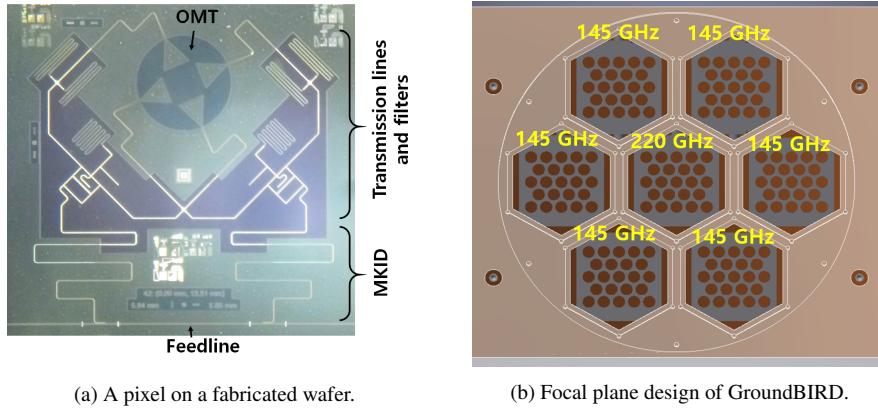 OMT
Transmission lines
and filters
MKID
Feedline
(a) A pixel on a fabricated wafer.
145 GHz
145 GHz
145 GHz
220 GHz
145 GHz
145 GHz
145 GHz
(b) Focal plane design of GroundBIRD.